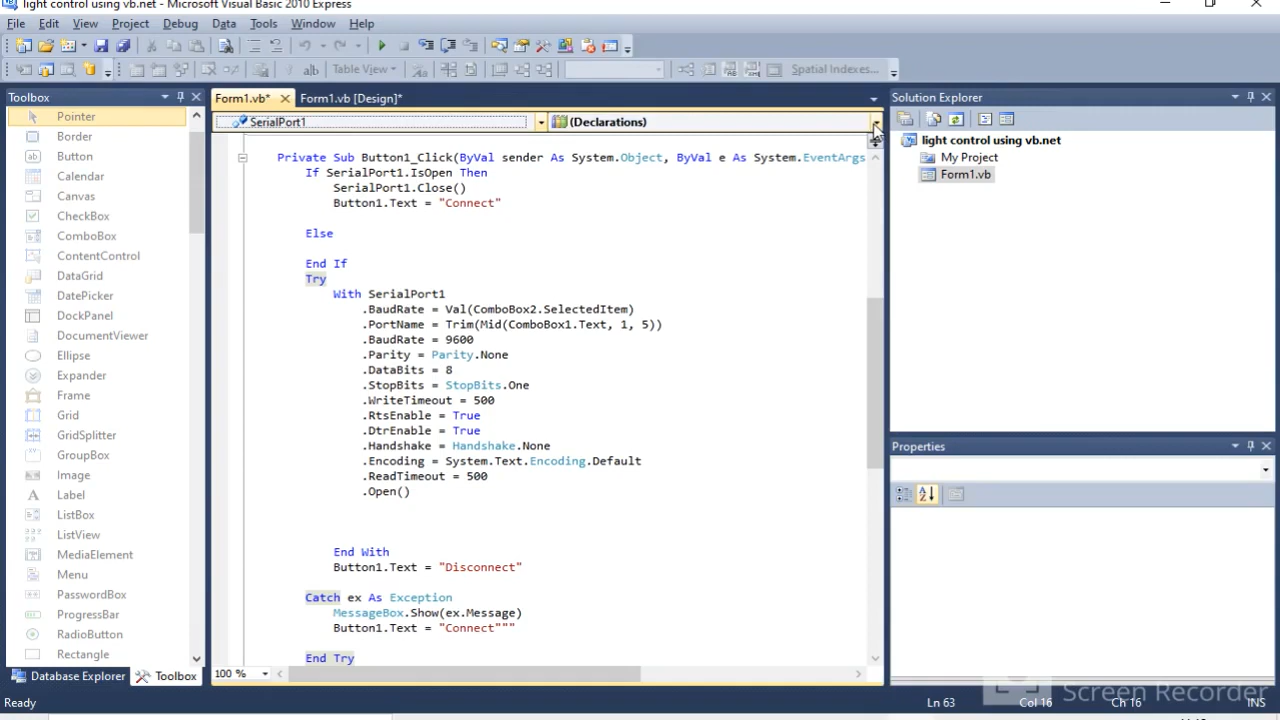 light control using vb.net - Microsoft Visual Basic 2010 Express
File Edit View Project Debug Data Tools Window Help
Table View Spatial Indexes...
Toolbox
Pointer
Border
Button
Calendar
Canvas
CheckBox
ComboBox
ContentControl
DataGrid
DatePicker
DockPanel
DocumentViewer
Ellipse
Expander
Frame
Grid
GridSplitter
GroupBox
Image
Label
ListBox
ListView
MediaElement
Menu
PasswordBox
ProgressBar
RadioButton
Rectangle
Database Explorer Toolbox
Form1.vb* Form1.vb [Design]*
SerialPort1 (Declarations)
Private Sub Button1_Click(ByVal sender As System.Object, ByVal e As System.EventArgs
If SerialPort1.IsOpen Then
SerialPort1.Close()
Button1.Text = "Connect"
Else
End If
Try
With SerialPort1
.BaudRate = Val(ComboBox2.SelectedItem)
.PortName = Trim(Mid(ComboBox1.Text, 1, 5))
.BaudRate = 9600
.Parity = Parity.None
.DataBits = 8
.StopBits = StopBits.One
.WriteTimeout = 500
.RtsEnable = True
.DtrEnable = True
.Handshake = Handshake.None
.Encoding = System.Text.Encoding.Default
.ReadTimeout = 500
.Open()
End With
Button1.Text = "Disconnect"
Catch ex As Exception
MessageBox.Show(ex.Message)
Button1.Text = "Connect"""
End Try
100 %
Solution Explorer
light control using vb.net
My Project
Form1.vb
Properties
Screen Recorder
Ready Ln 63 Col 16 Ch 16 INS